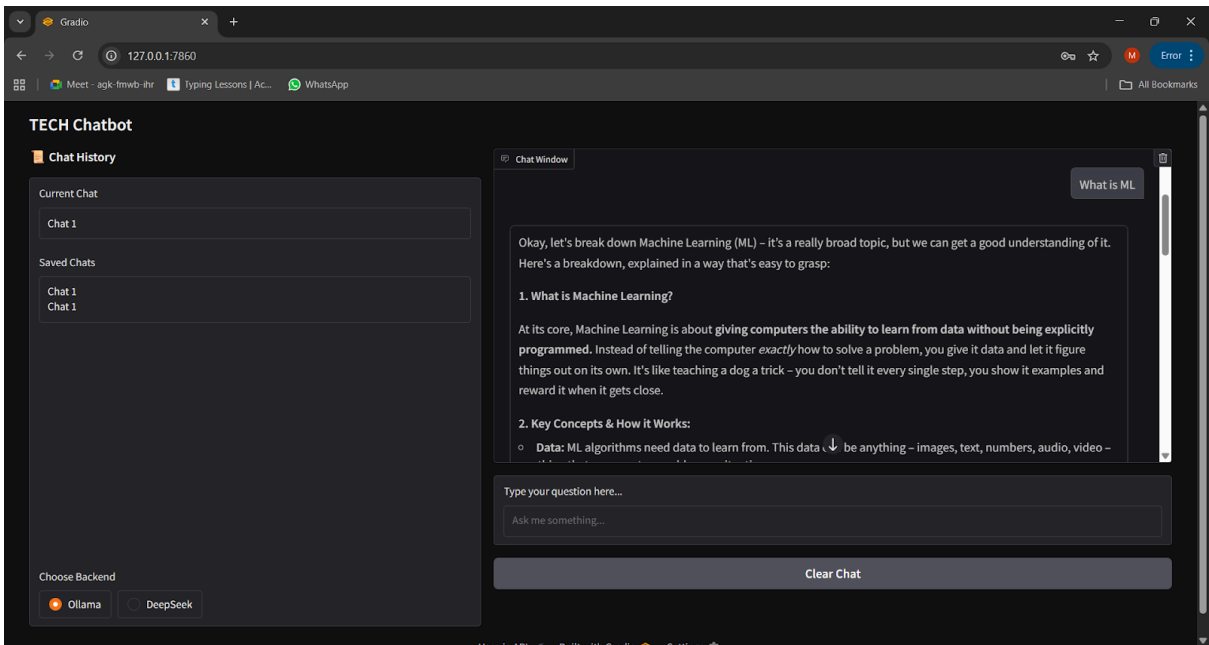 Gradio
127.0.0.1:7860
M
Error
Meet - agk-fmwb-ihr
t
Typing Lessons | Ac...
WhatsApp
All Bookmarks
TECH Chatbot
Chat History
Current Chat
Chat 1
Saved Chats
Chat 1
Chat 1
Choose Backend
Ollama
DeepSeek
Chat Window
What is ML
Okay, let's break down Machine Learning (ML) – it's a really broad topic, but we can get a good understanding of it.
Here's a breakdown, explained in a way that's easy to grasp:
1. What is Machine Learning?
At its core, Machine Learning is about giving computers the ability to learn from data without being explicitly
programmed. Instead of telling the computer exactly how to solve a problem, you give it data and let it figure
things out on its own. It's like teaching a dog a trick – you don't tell it every single step, you show it examples and
reward it when it gets close.
2. Key Concepts & How it Works:
Data: ML algorithms need data to learn from. This data be anything – images, text, numbers, audio, video –
Type your question here...
Ask me something...
Clear Chat